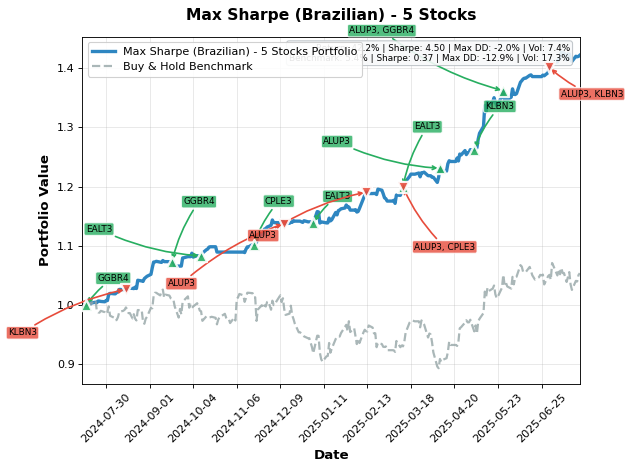 Max Sharpe (Brazilian) - 5 Stocks
ALUP3, GGBR4
Max Sharpe (Brazilian) - 5 Stocks Portfolio
Buy & Hold Benchmark
.2% | Sharpe: 4.50 | Max DD: -2.0% | Vol: 7.4%
| Sharpe: 0.37 | Max DD: -12.9% | Vol: 17.3%
ALUP3, KLBN3
KLBN3
EALT3
ALUP3
GGBR4
CPLE3
EALT3
EALT3
ALUP3
ALUP3, CPLE3
GGBR4
ALUP3
KLBN3
Portfolio Value
1.4
1.3
1.2
1.1
1.0
0.9
2024-07-30
2024-09-01
2024-10-04
2024-11-06
2024-12-09
2025-01-11
2025-02-13
2025-03-18
2025-04-20
2025-05-23
2025-06-25
Date